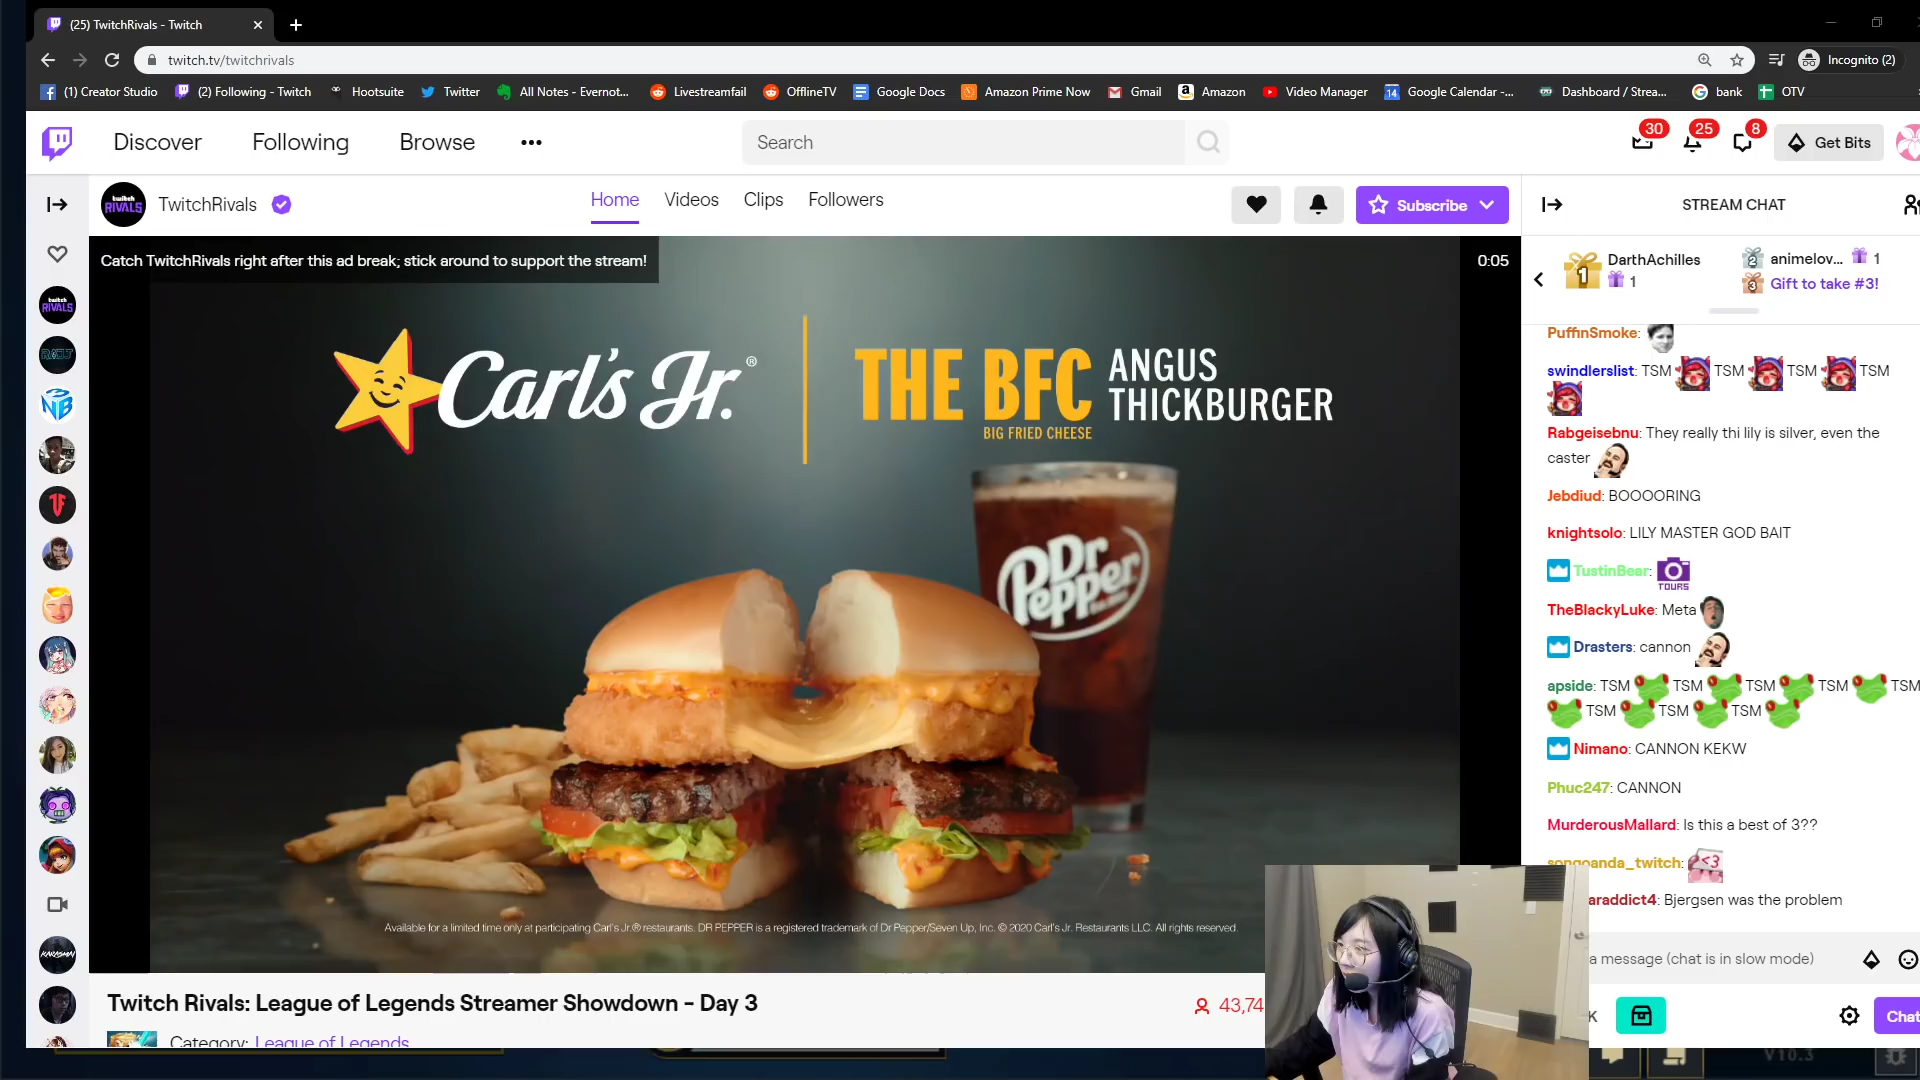 (25) TwitchRivals - Twitch
twitch.tv/twitchrivals
Incognito (2)
(1) Creator Studio
(2) Following - Twitch
Hootsuite
Twitter
All Notes - Evernot...
Livestreamfail
OfflineTV
Google Docs
Amazon Prime Now
Gmail
Amazon
Video Manager
Google Calendar -...
Dashboard / Strea...
bank
OTV
Discover
Following
Browse
Search
30
25
8
Get Bits
TwitchRivals
Home
Videos
Clips
Followers
Subscribe
STREAM CHAT
Catch TwitchRivals right after this ad break; stick around to support the stream!
0:05
Carl's Jr.®
THE BFC
BIG FRIED CHEESE
ANGUS
THICKBURGER
Dr
Pepper
Available for a limited time only at participating Carl's Jr.® restaurants. DR PEPPER is a registered trademark of Dr Pepper/Seven Up, Inc. © 2020 Carl's Jr. Restaurants LLC. All rights reserved.
Twitch Rivals: League of Legends Streamer Showdown - Day 3
43,74
Category: League of Legends
1
DarthAchilles
1
2
animelov...
1
3
Gift to take #3!
PuffinSmoke:
swindlerslist: TSM TSM TSM TSM
Rabgeisebnu: They really thi lily is silver, even the
caster
Jebdiud: BOOOORING
knightsolo: LILY MASTER GOD BAIT
TustinBear: TOURS
TheBlackyLuke: Meta
Drasters: cannon
apside: TSM TSM TSM TSM TSM
TSM TSM TSM
Nimano: CANNON KEKW
Phuc247: CANNON
MurderousMallard: Is this a best of 3??
songoanda_twitch: <3
araddict4: Bjergsen was the problem
a message (chat is in slow mode)
K
Chat
V10.3